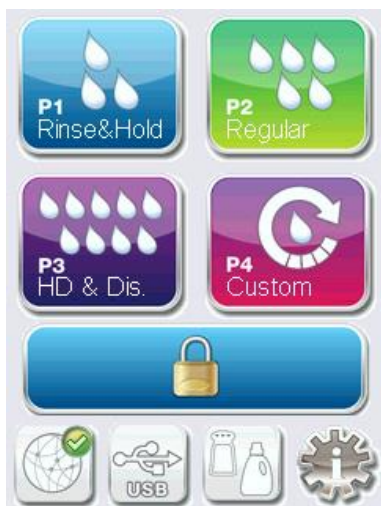 P1
Rinse&Hold
P2
Regular
P3
HD & Dis.
P4
Custom
USB
i